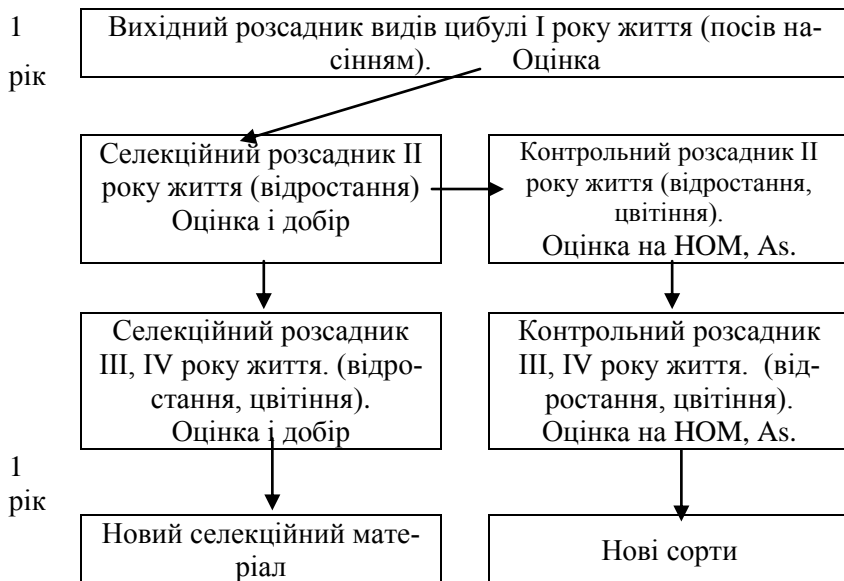 1
рік
Вихідний розсадник видів цибулі І року життя (посів на-
сінням). Оцінка
Селекційний розсадник ІІ
року життя (відростання)
Оцінка і добір
Контрольний розсадник ІІ
року життя (відростання,
цвітіння).
Оцінка на НОМ, As.
Селекційний розсадник
ІІІ, IV року життя. (відро-
стання, цвітіння).
Оцінка і добір
Контрольний розсадник
ІІІ, IV року життя. (від-
ростання, цвітіння).
Оцінка на НОМ, As.
1
рік
Новий селекційний мате-
ріал
Нові сорти